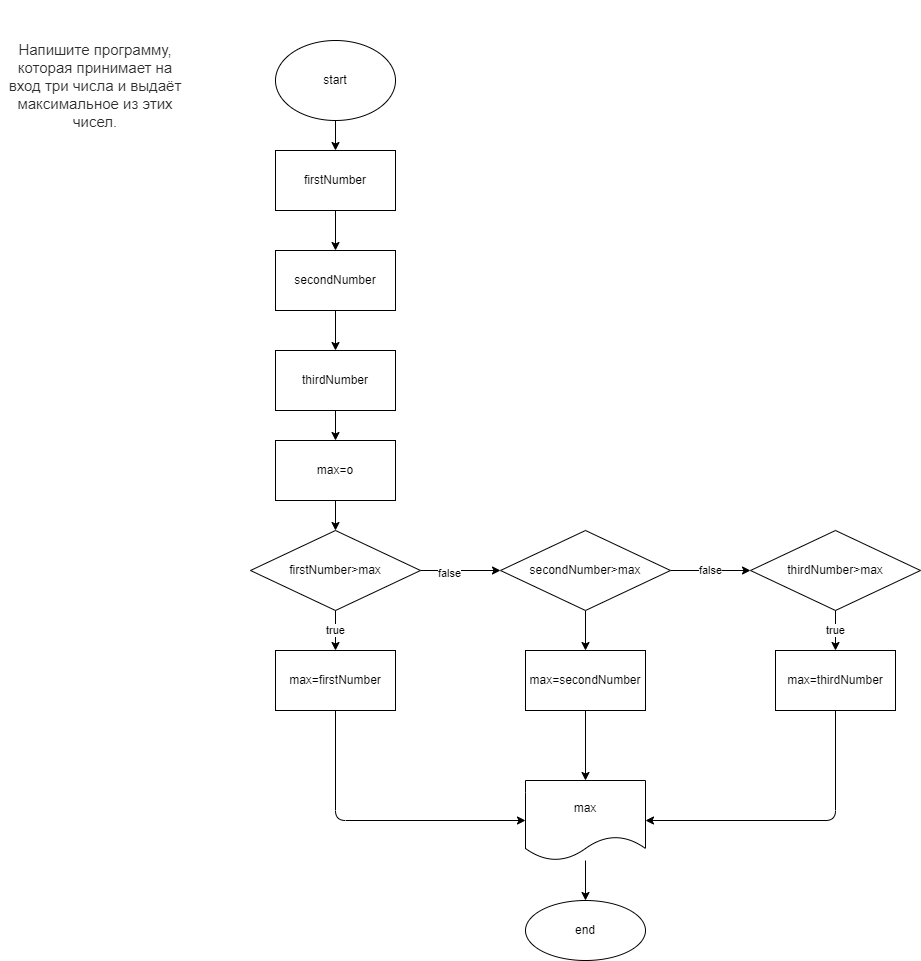 Напишите программу,
которая принимает на
вход три числа и выдаёт
максимальное из этих
чисел.
start
firstNumber
secondNumber
thirdNumber
max=o
firstNumber>max
false
secondNumber>max
false
thirdNumber>max
true
true
max=firstNumber
max=secondNumber
max=thirdNumber
max
end